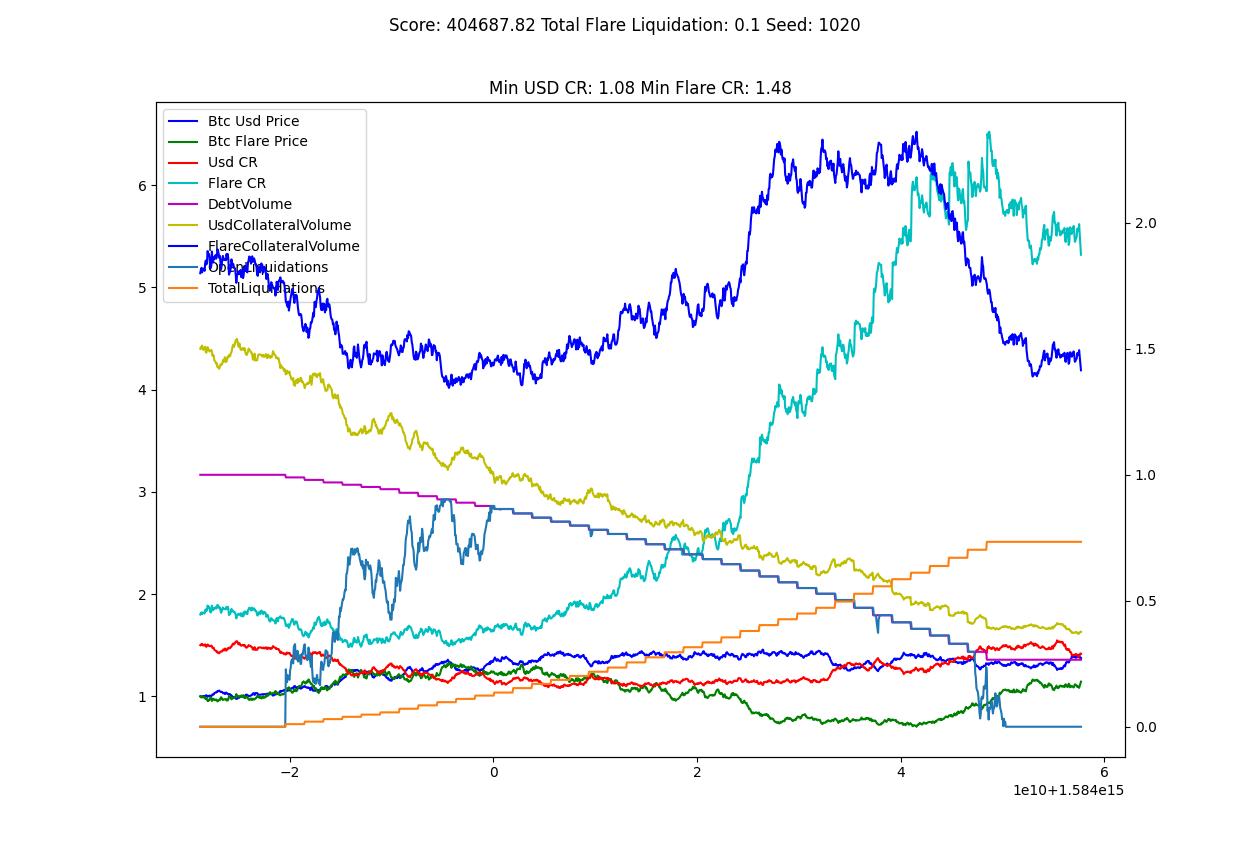 Score: 404687.82 Total Flare Liquidation: 0.1 Seed: 1020
Min USD CR: 1.08 Min Flare CR: 1.48
Btc Usd Price
Btc Flare Price
Usd CR
Flare CR
DebtVolume
UsdCollateralVolume
FlareCollateralVolume
OpenLiquidations
TotalLiquidations
6
5
4
3
2
1
2.0
1.5
1.0
0.5
0.0
−2
0
2
4
6
1e10+1.584e15